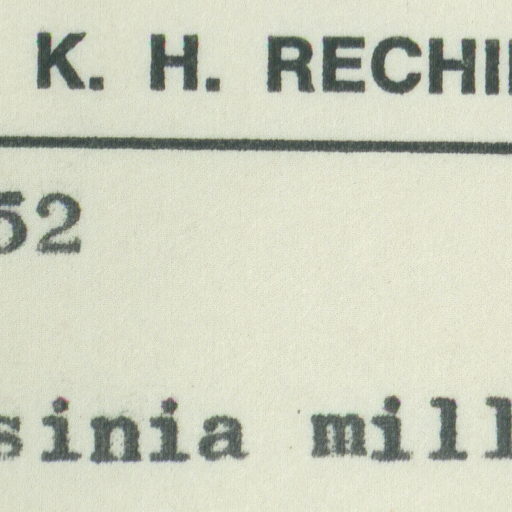 K. H. RECHI
52
sinia mill